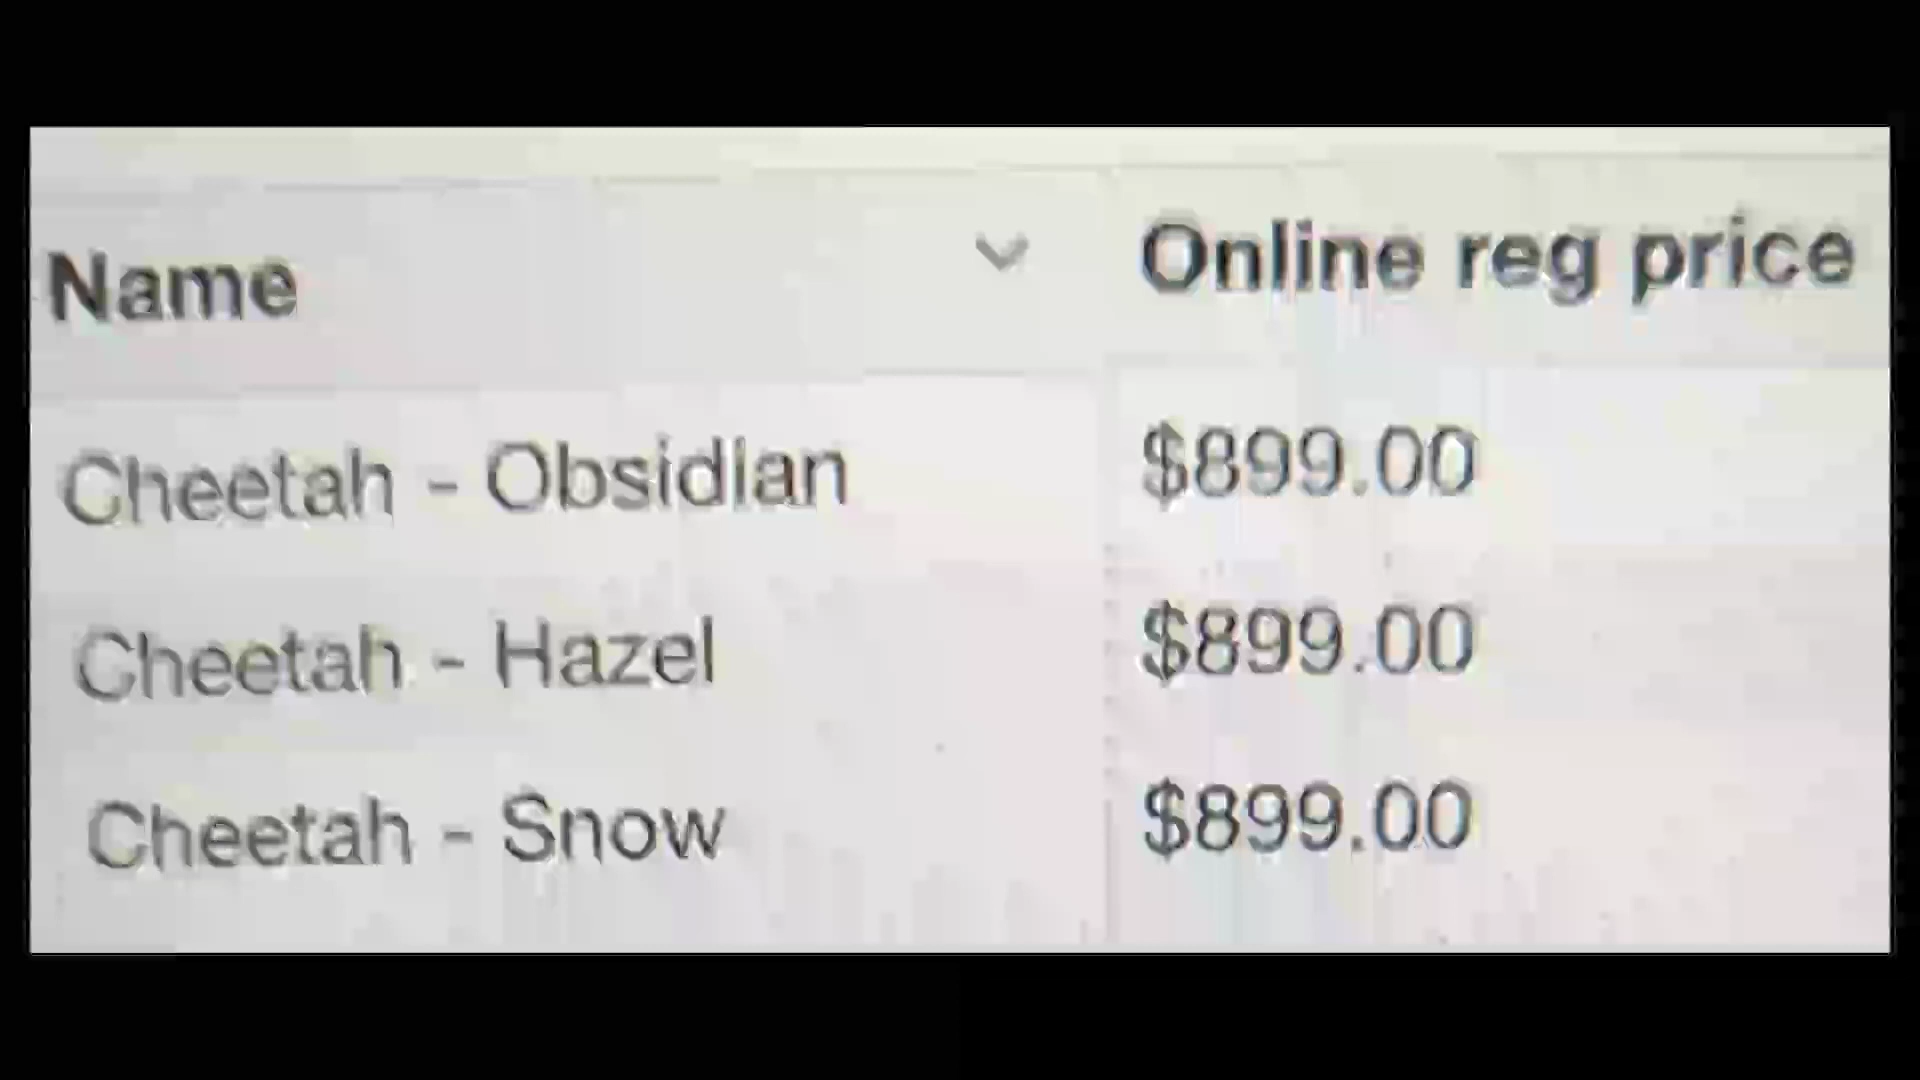 Name Online reg price
Cheetah - Obsidian $899.00
Cheetah - Hazel $899.00
Cheetah - Snow $899.00